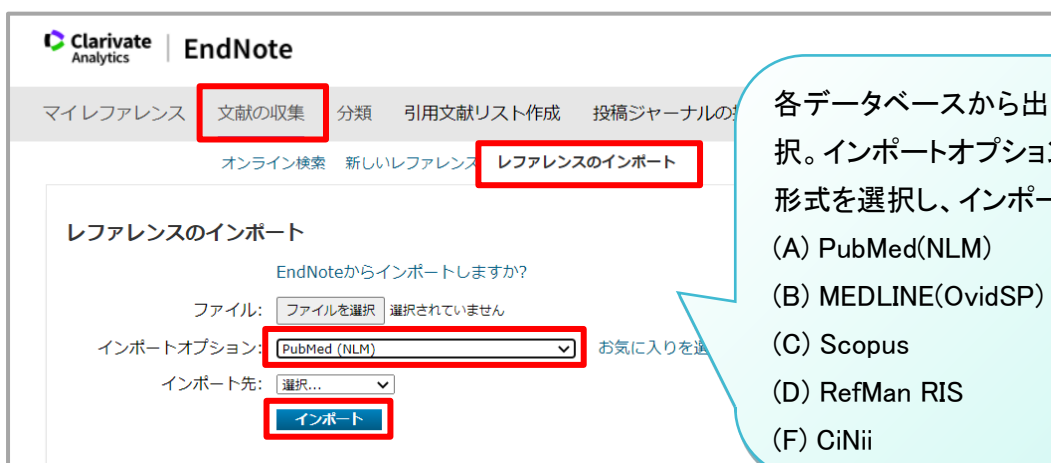 Clarivate
Analytics
EndNote
マイレファレンス 文献の収集 分類 引用文献リスト作成 投稿ジャーナルの
オンライン検索 新しいレファレンス レファレンスのインポート
レファレンスのインポート
EndNoteからインポートしますか?
ファイル: ファイルを選択 選択されていません
インポートオプション: PubMed (NLM) お気に入りを
インポート先: 選択...
インポート
各データベースから出
択。インポートオプショ
形式を選択し、インポー
(A) PubMed(NLM)
(B) MEDLINE(OvidSP)
(C) Scopus
(D) RefMan RIS
(F) CiNii